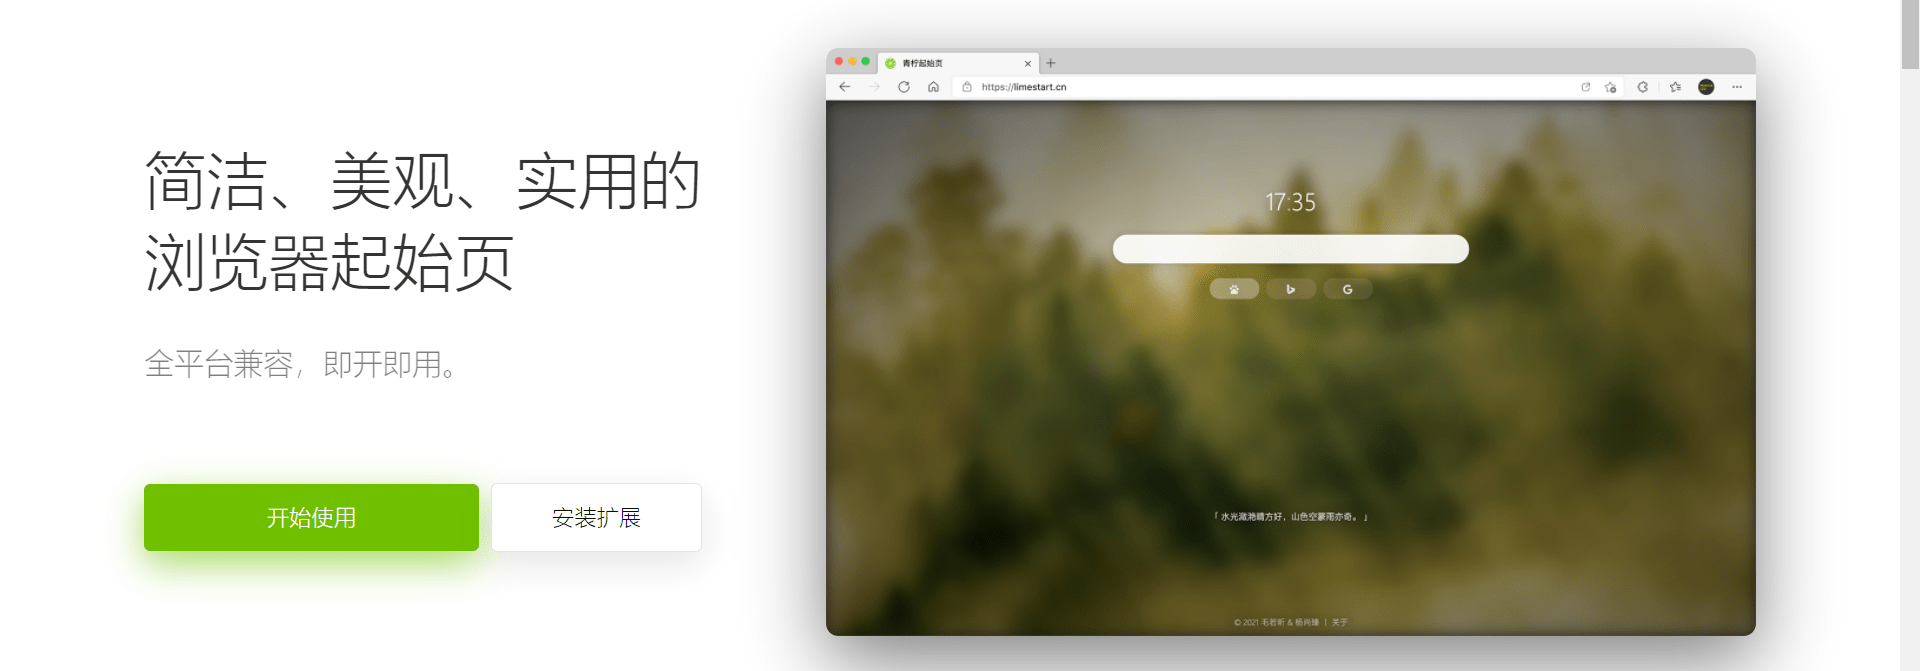 简洁、美观、实用的
浏览器起始页
全平台兼容，即开即用。
开始使用
安装扩展
青柠起始页
https://limestart.cn
17:35
「 水光潋滟晴方好，山色空蒙雨亦奇。 」
© 2021 毛若昕 & 杨尚臻 | 关于